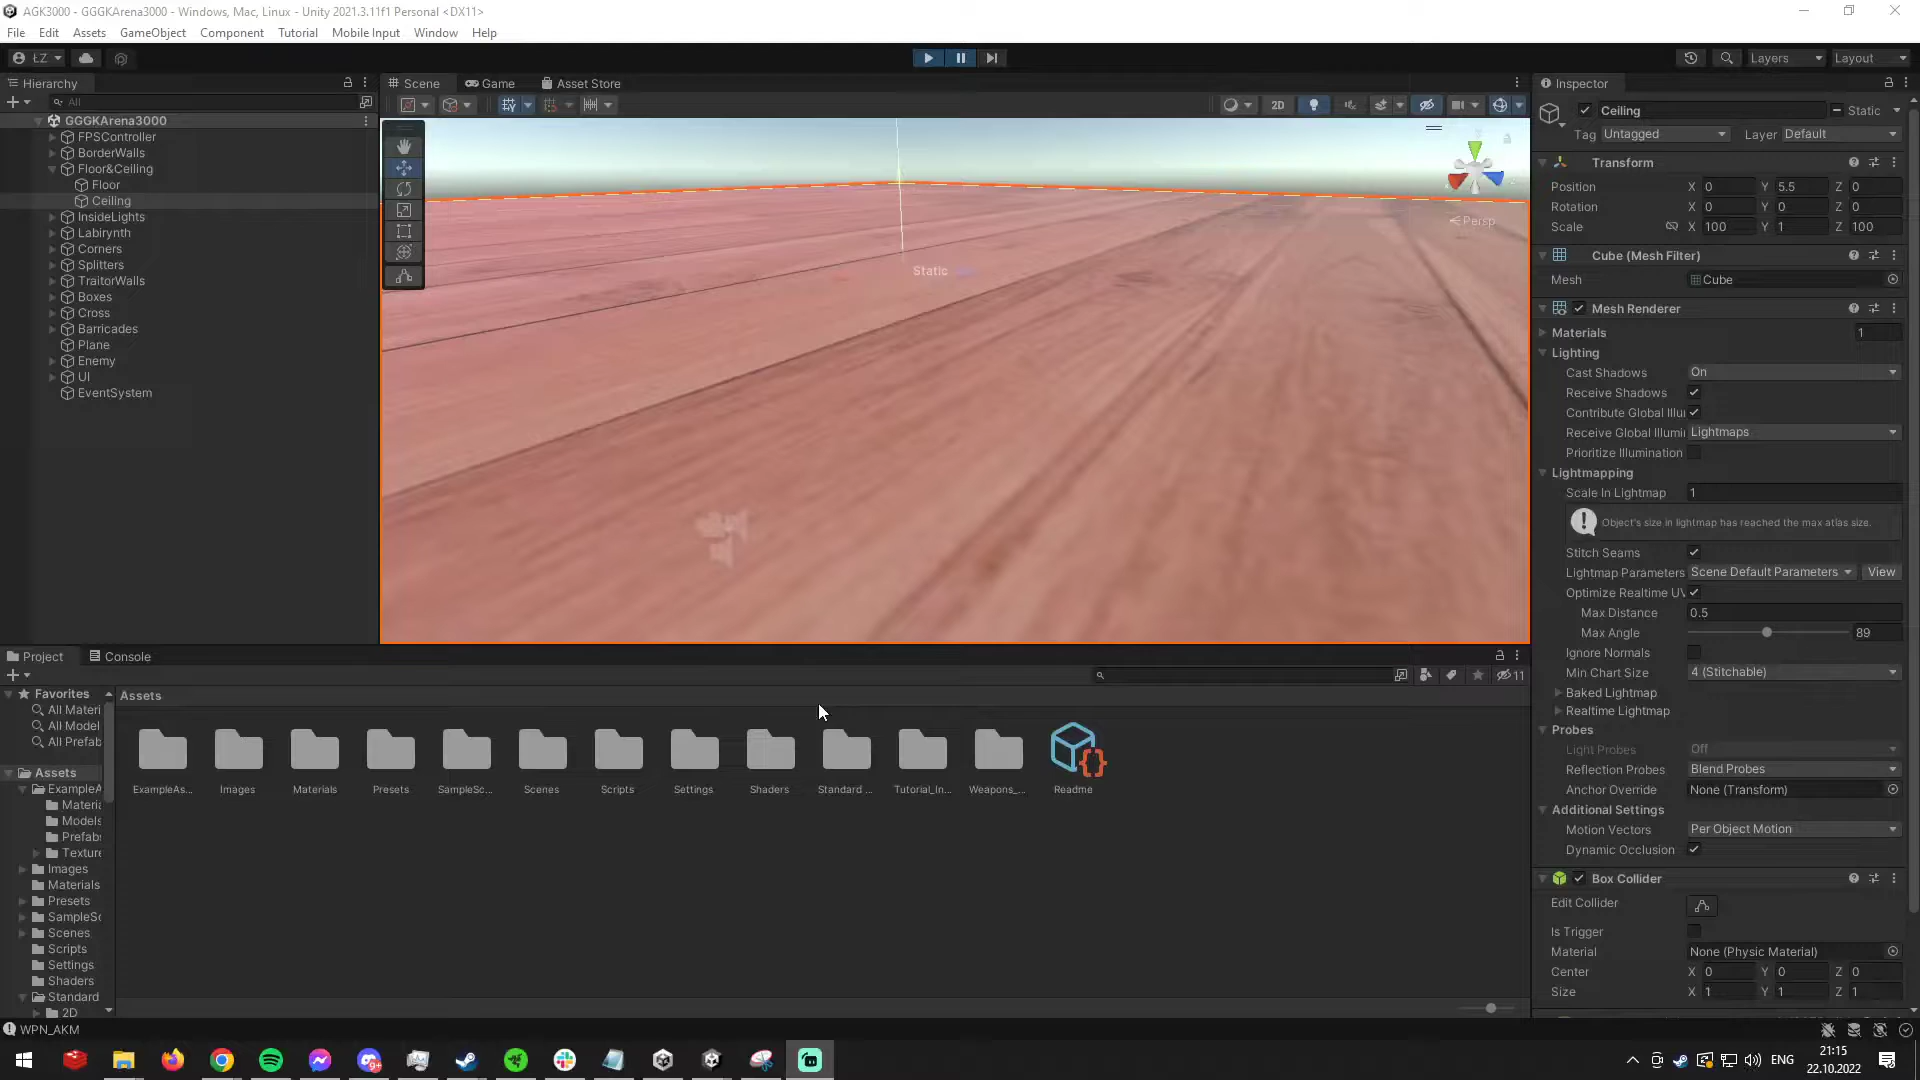 AGK3000 - GGGKArena3000 - Windows, Mac, Linux - Unity 2021.3.11f1 Personal <DX11>
File Edit Assets GameObject Component Tutorial Mobile Input Window Help
ŁZ Layers Layout
Hierarchy
All
GGGKArena3000
FPSController
BorderWalls
Floor&Ceiling
Floor
Ceiling
InsideLights
Labirynth
Corners
Splitters
TraitorWalls
Boxes
Cross
Barricades
Plane
Enemy
UI
EventSystem
Scene Game Asset Store
2D
Persp
Static
Inspector
Ceiling Static
Tag Untagged Layer Default
Transform
Position X 0 Y 5.5 Z 0
Rotation X 0 Y 0 Z 0
Scale X 100 Y 1 Z 100
Cube (Mesh Filter)
Mesh Cube
Mesh Renderer
Materials 1
Lighting
Cast Shadows On
Receive Shadows
Contribute Global Illu
Receive Global Illumi Lightmaps
Prioritize Illumination
Lightmapping
Scale In Lightmap 1
Object's size in lightmap has reached the max atlas size.
Stitch Seams
Lightmap Parameters Scene Default Parameters View
Optimize Realtime UV
Max Distance 0.5
Max Angle 89
Ignore Normals
Min Chart Size 4 (Stitchable)
Baked Lightmap
Realtime Lightmap
Probes
Light Probes Off
Reflection Probes Blend Probes
Anchor Override None (Transform)
Additional Settings
Motion Vectors Per Object Motion
Dynamic Occlusion
Box Collider
Edit Collider
Is Trigger
Material None (Physic Material)
Center X 0 Y 0 Z 0
Size X 1 Y 1 Z 1
Project Console
11
Favorites
All Materi
All Model
All Prefab
Assets
ExampleA
Materia
Models
Prefabs
Texture
Images
Materials
Presets
SampleSc
Scenes
Scripts
Settings
Shaders
Standard
2D
Assets
ExampleAs... Images Materials Presets SampleSc... Scenes Scripts Settings Shaders Standard ... Tutorial_In... Weapons_... Readme
WPN_AKM
9+
ENG
21:15
22.10.2022